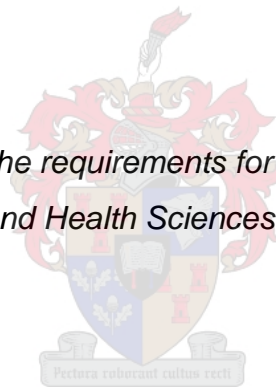 he requirements for
nd Health Sciences
Pectora roborant cultus recti